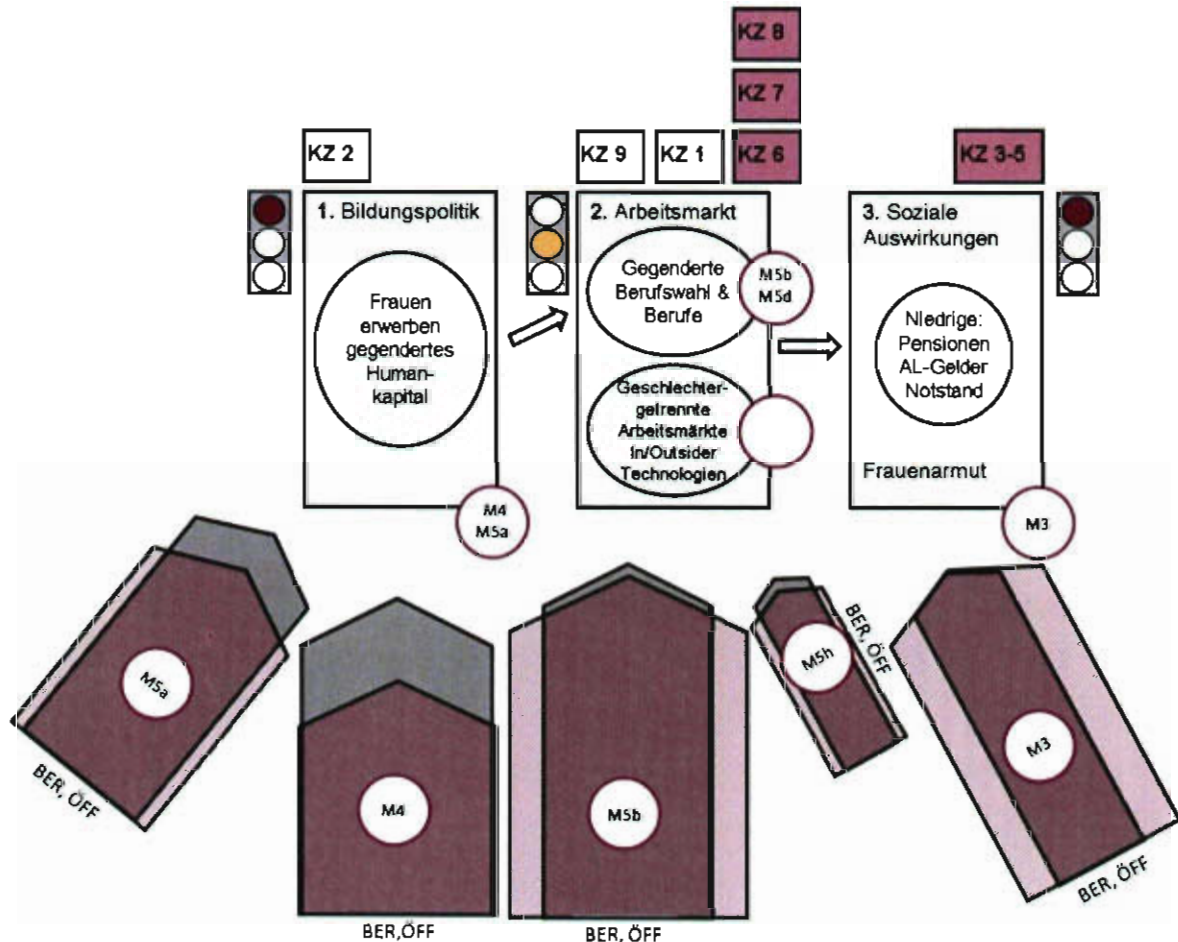 KZ 8
KZ 7
KZ 2
KZ 9
KZ 1
KZ 6
KZ 3-5
1. Bildungspolitik
Frauen
erwerben
gegendertes
Human-
kapital
M4
M5a
2. Arbeitsmarkt
Gegenderte
Berufswahl &
Berufe
M5b
M5d
Geschlechter-
getrennte
Arbeitsmärkte
In/Outsider
Technologien
3. Soziale
Auswirkungen
Niedrige:
Pensionen
AL-Gelder
Notstand
Frauenarmut
M3
M5a
BER, ÖFF
M4
BER,ÖFF
M5b
BER, ÖFF
M5h
BER, ÖFF
M3
BER, ÖFF